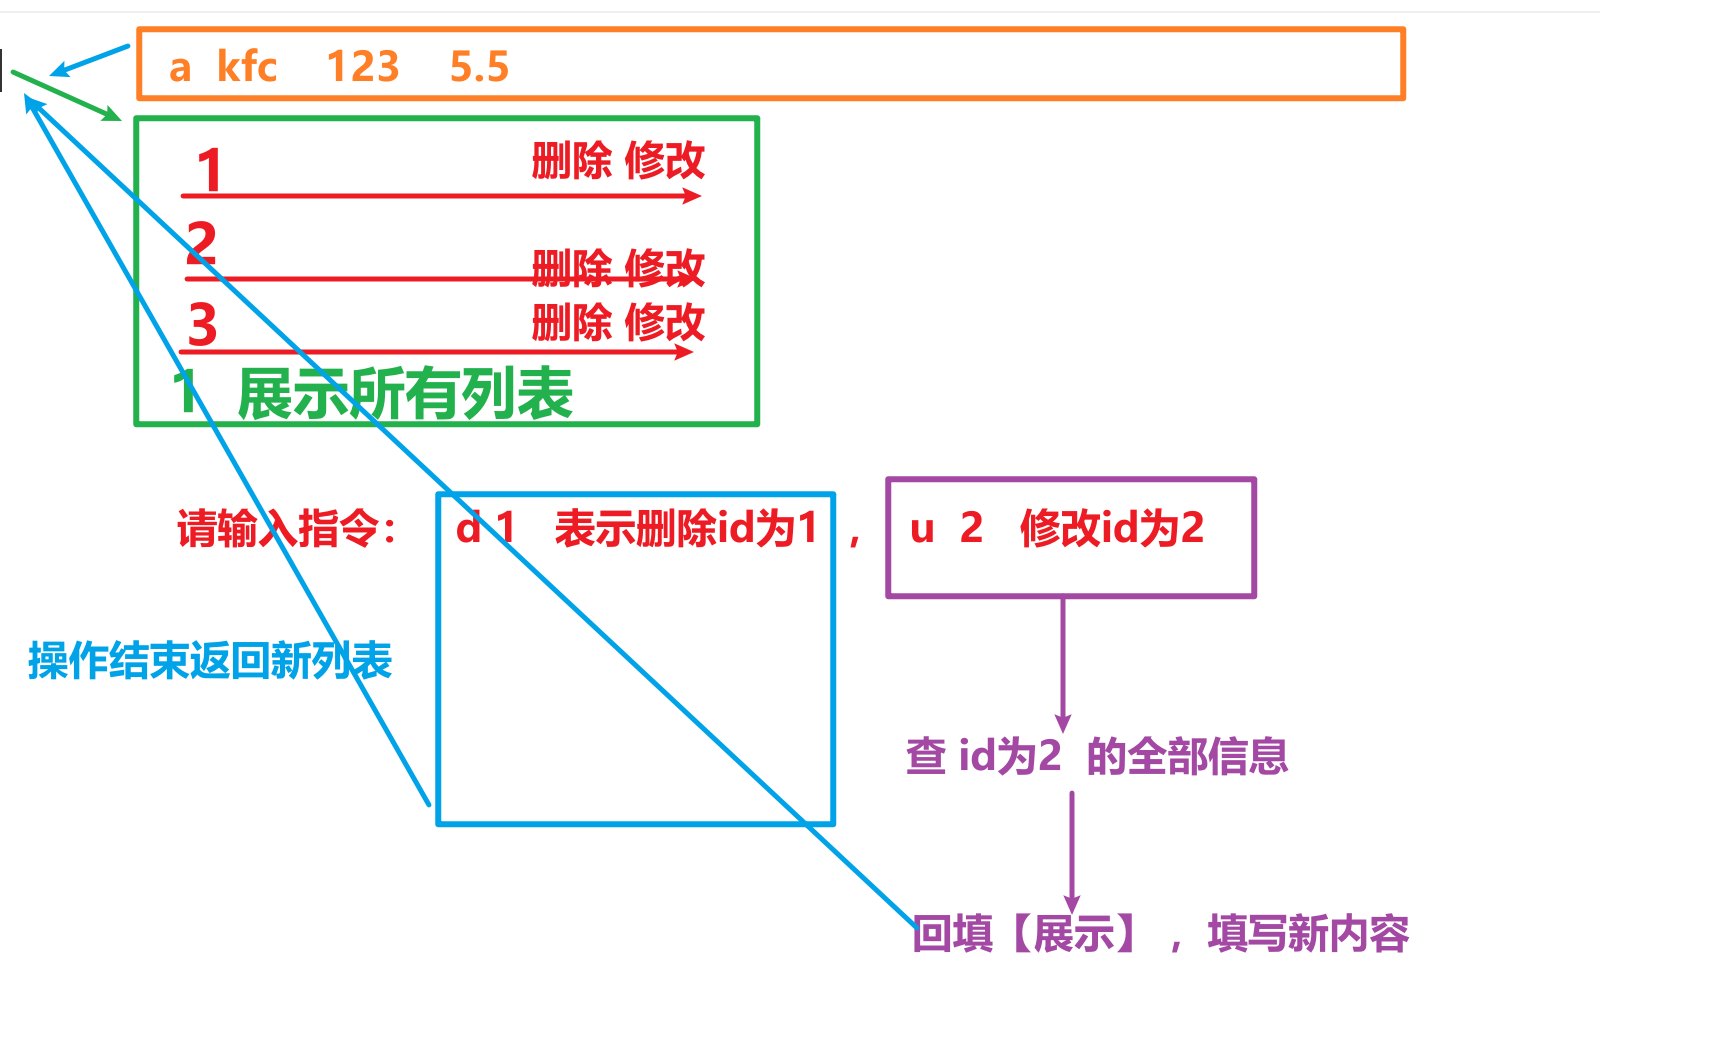 a kfc 123 5.5
1 删除 修改
2 删除 修改
3 删除 修改
1 展示所有列表
请输入指令： d 1 表示删除id为1 ， u 2 修改id为2
操作结束返回新列表
查 id为2 的全部信息
回填【展示】 ，填写新内容